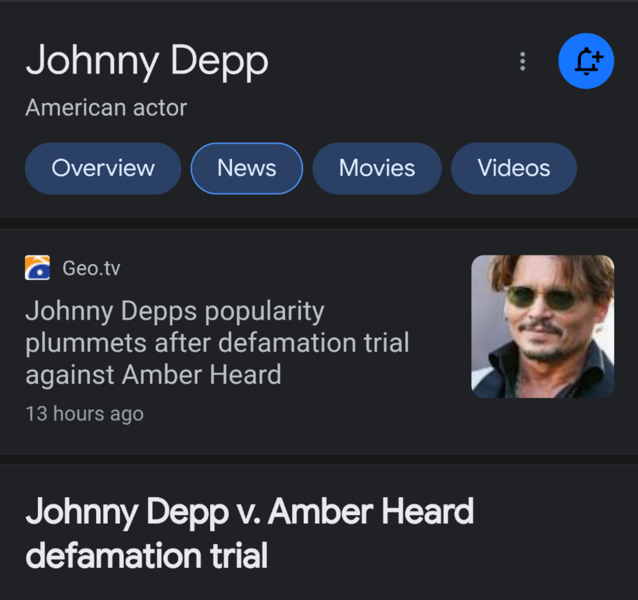 Johnny Depp
American actor
Overview News Movies Videos
Geo.tv
Johnny Depps popularity
plummets after defamation trial
against Amber Heard
13 hours ago
Johnny Depp v. Amber Heard
defamation trial